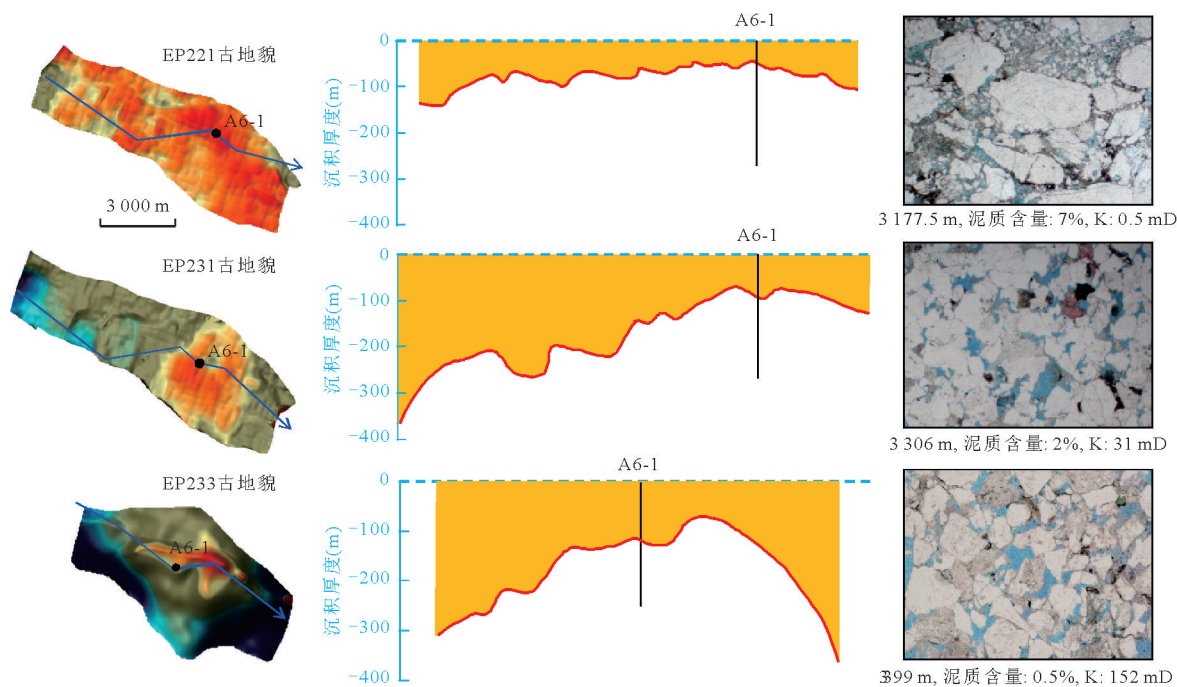 EP221古地貌
A6-1
3 000 m
A6-1
沉积厚度(m)
0
−100
−200
−300
−400
3 177.5 m, 泥质含量: 7%, K: 0.5 mD
EP231古地貌
A6-1
A6-1
沉积厚度(m)
0
−100
−200
−300
−400
3 306 m, 泥质含量: 2%, K: 31 mD
EP233古地貌
A6-1
A6-1
沉积厚度(m)
0
−100
−200
−300
−400
3399 m, 泥质含量: 0.5%, K: 152 mD